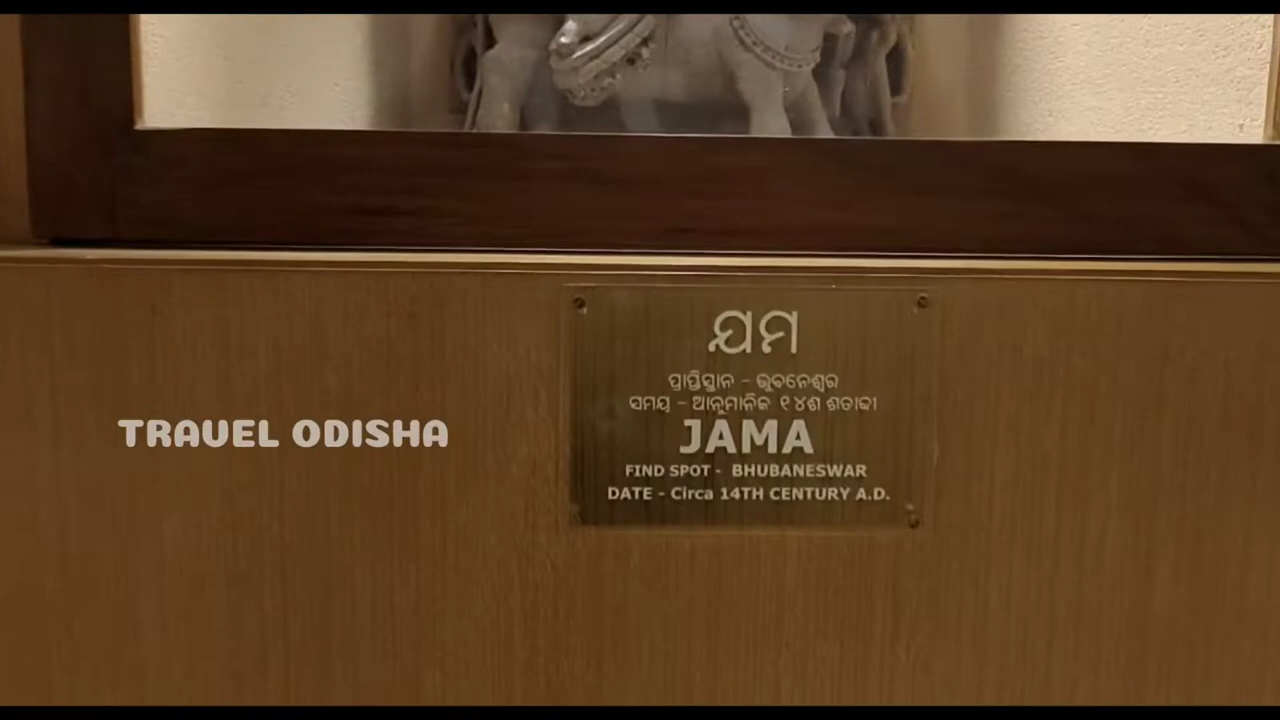 ଯମ
ପ୍ରାପ୍ତିସ୍ଥାନ - ଭୁବନେଶ୍ୱର
ସମୟ - ଆନୁମାନିକ ୧୪ଶ ଶତାବ୍ଦୀ
JAMA
FIND SPOT - BHUBANESWAR
DATE - Circa 14TH CENTURY A.D.
TRAVEL ODISHA